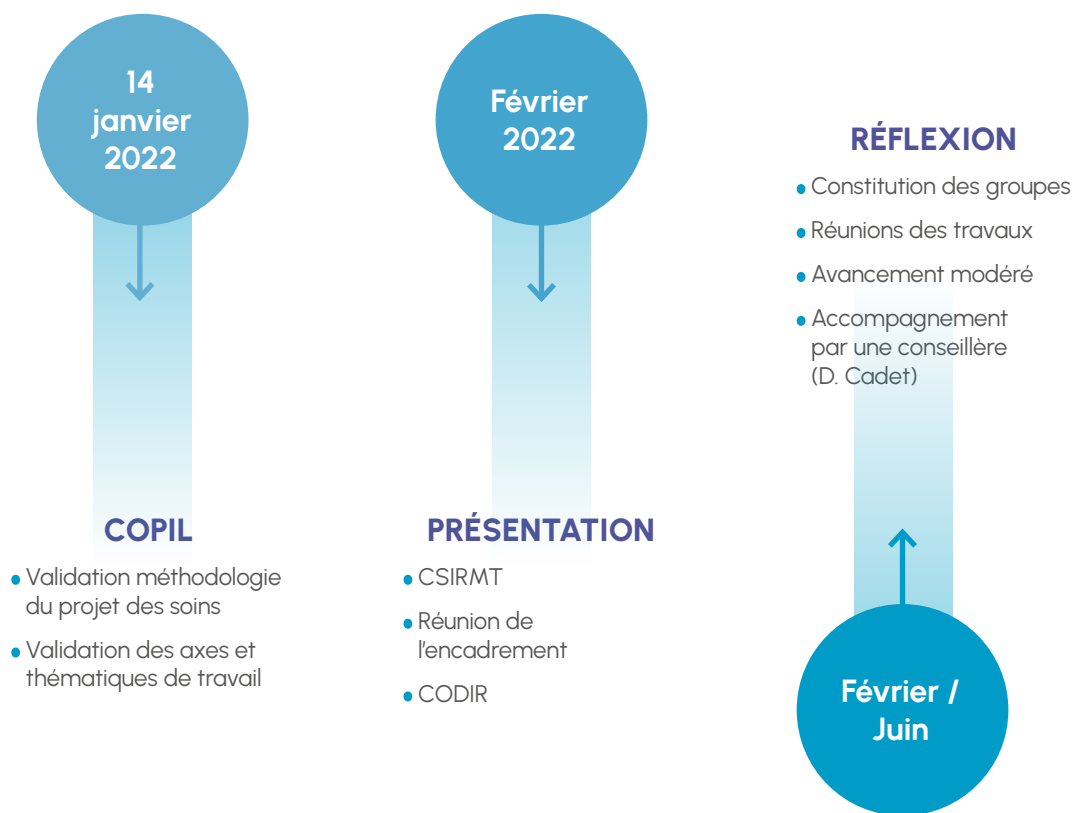 14
janvier
2022
COPIL
• Validation méthodologie
du projet des soins
• Validation des axes et
thématiques de travail
Février
2022
PRÉSENTATION
• CSIRMT
• Réunion de
l'encadrement
• CODIR
RÉFLEXION
• Constitution des groupes
• Réunions des travaux
• Avancement modéré
• Accompagnement
par une conseillère
(D. Cadet)
Février /
Juin